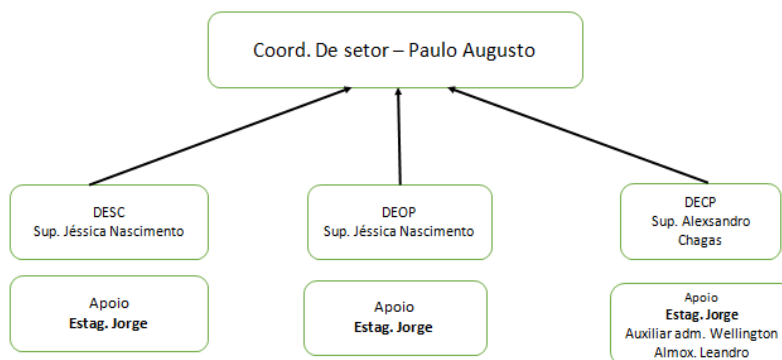 Coord. De setor – Paulo Augusto
DESC
Sup. Jéssica Nascimento
DEOP
Sup. Jéssica Nascimento
DECP
Sup. Alexsandro
Chagas
Apoio
Estag. Jorge
Apoio
Estag. Jorge
Apoio
Estag. Jorge
Auxiliar adm. Wellington
Almox. Leandro